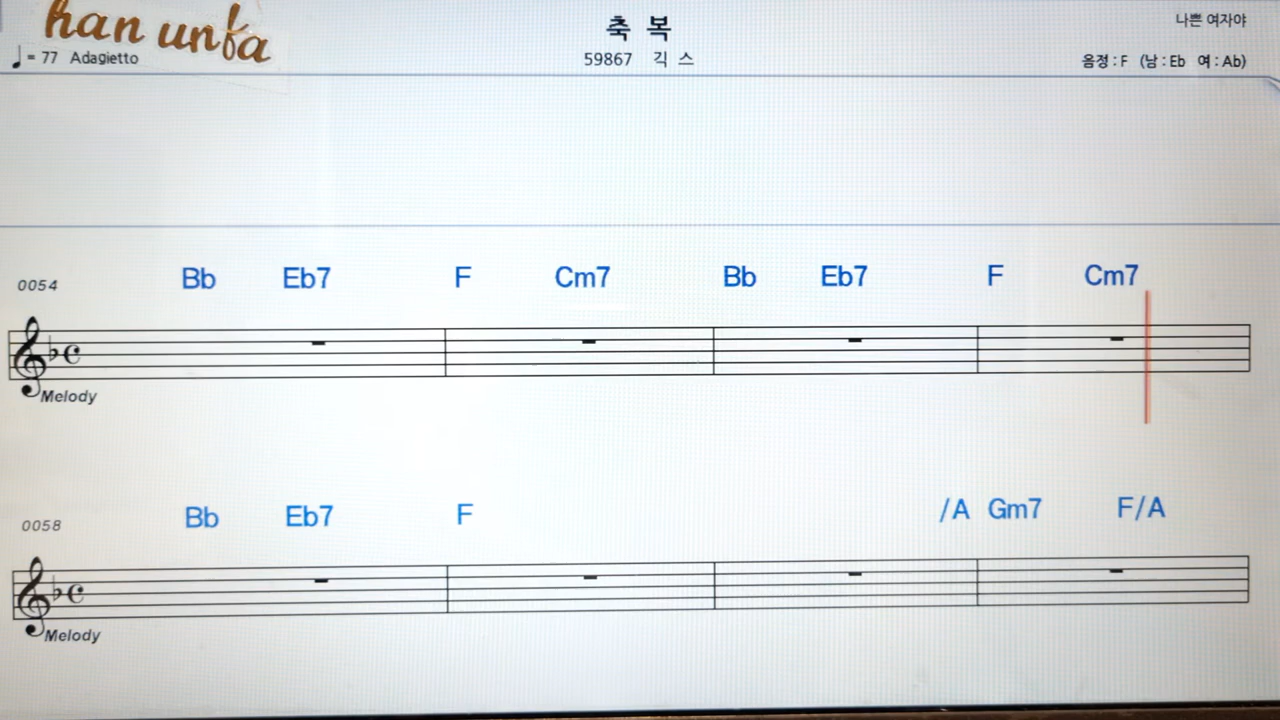 han unfa
축 복
나쁜 여자야
♩ = 77 Adagietto
59867 긱 스
음정 : F (남 : Eb 여 : Ab)
0054 Bb Eb7 F Cm7 Bb Eb7 F Cm7
Melody
0058 Bb Eb7 F /A Gm7 F/A
Melody